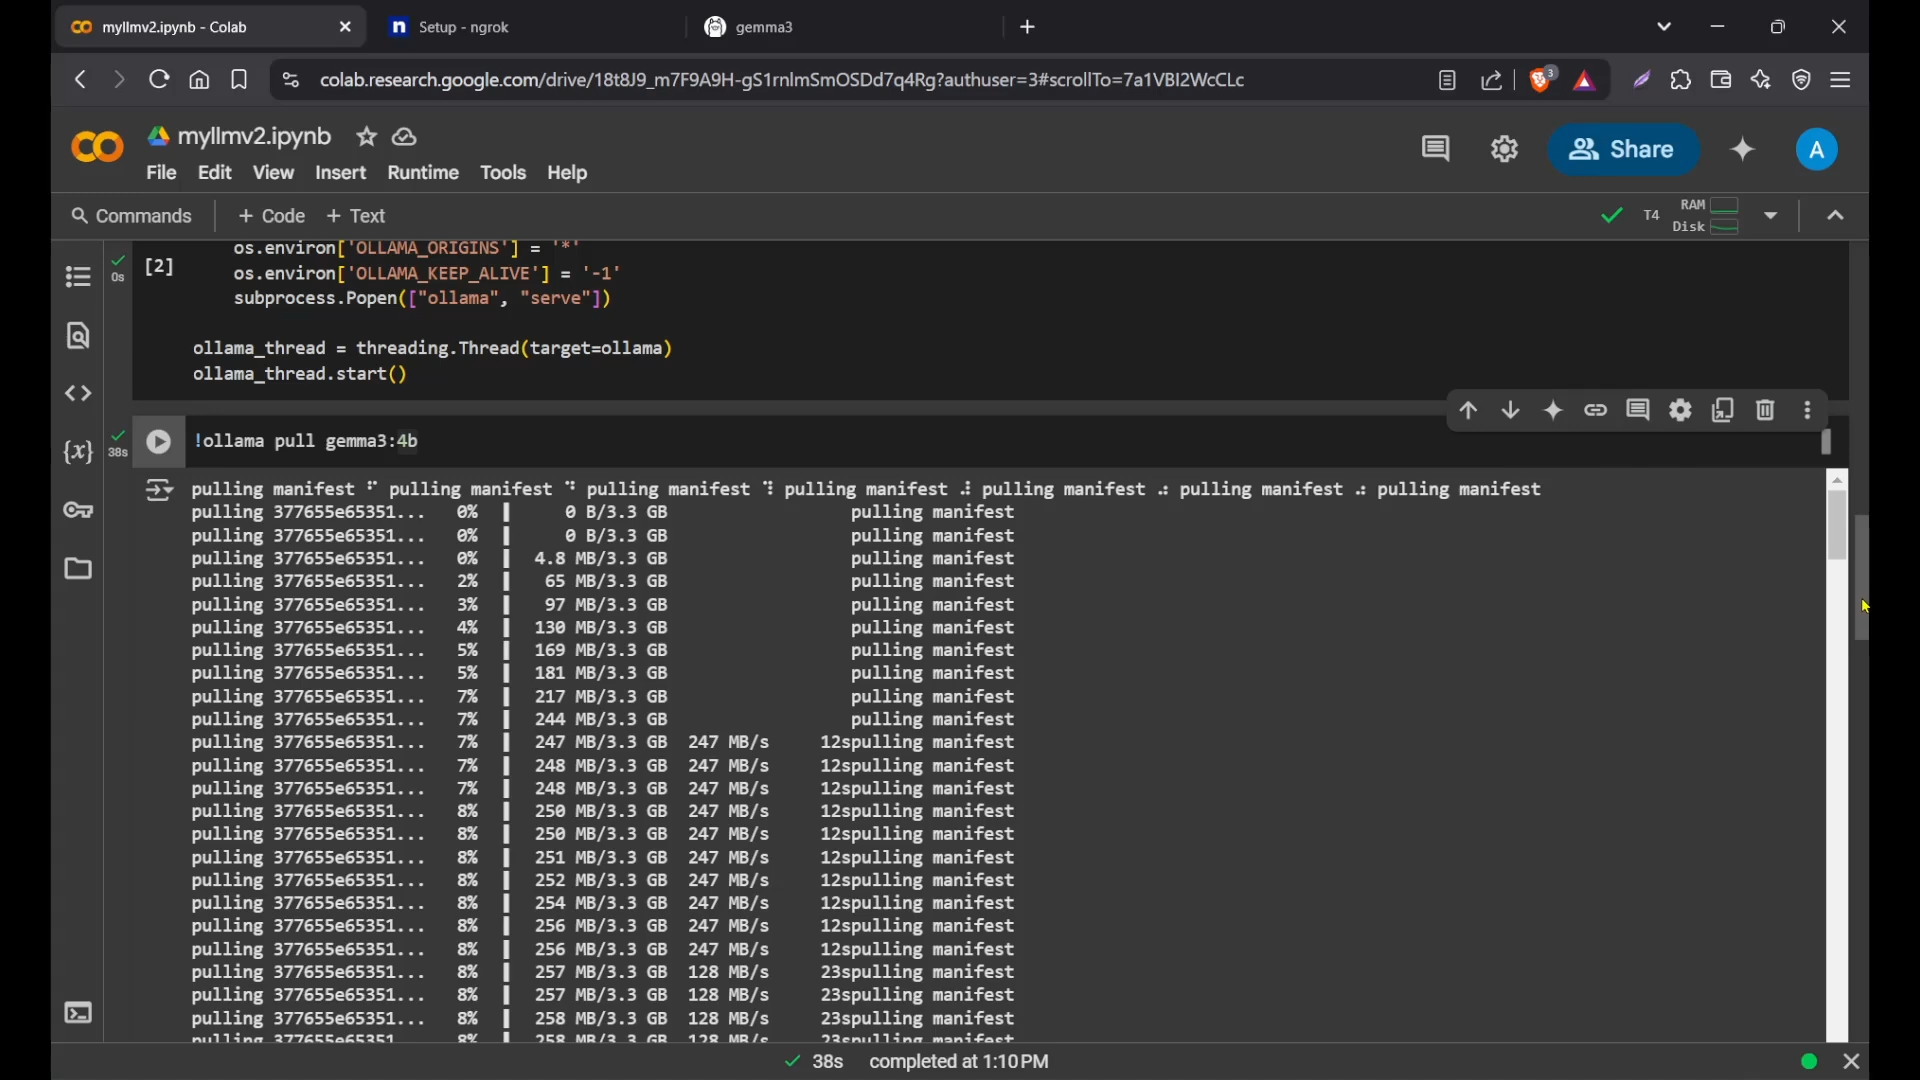 myllmv2.ipynb - Colab
Setup - ngrok
gemma3
colab.research.google.com/drive/18t8J9_m7F9A9H-gS1rnlmSmOSDd7q4Rg?authuser=3#scrollTo=7a1VBI2WcCLc
3
myllmv2.ipynb
File Edit View Insert Runtime Tools Help
Share
A
Commands + Code + Text
T4 RAM
Disk
os.environ['OLLAMA_ORIGINS'] = '*'
0s [2] os.environ['OLLAMA_KEEP_ALIVE'] = '-1'
subprocess.Popen(["ollama", "serve"])
ollama_thread = threading.Thread(target=ollama)
ollama_thread.start()
38s !ollama pull gemma3:4b
pulling manifest ⠋ pulling manifest ⠙ pulling manifest ⠹ pulling manifest ⠼ pulling manifest ⠴ pulling manifest ⠴ pulling manifest
pulling 377655e65351... 0% ▏ 0 B/3.3 GB pulling manifest
pulling 377655e65351... 0% ▏ 0 B/3.3 GB pulling manifest
pulling 377655e65351... 0% ▏ 4.8 MB/3.3 GB pulling manifest
pulling 377655e65351... 2% ▏ 65 MB/3.3 GB pulling manifest
pulling 377655e65351... 3% ▏ 97 MB/3.3 GB pulling manifest
pulling 377655e65351... 4% ▏ 130 MB/3.3 GB pulling manifest
pulling 377655e65351... 5% ▏ 169 MB/3.3 GB pulling manifest
pulling 377655e65351... 5% ▏ 181 MB/3.3 GB pulling manifest
pulling 377655e65351... 7% ▏ 217 MB/3.3 GB pulling manifest
pulling 377655e65351... 7% ▏ 244 MB/3.3 GB pulling manifest
pulling 377655e65351... 7% ▏ 247 MB/3.3 GB 247 MB/s 12spulling manifest
pulling 377655e65351... 7% ▏ 248 MB/3.3 GB 247 MB/s 12spulling manifest
pulling 377655e65351... 7% ▏ 248 MB/3.3 GB 247 MB/s 12spulling manifest
pulling 377655e65351... 8% ▏ 250 MB/3.3 GB 247 MB/s 12spulling manifest
pulling 377655e65351... 8% ▏ 250 MB/3.3 GB 247 MB/s 12spulling manifest
pulling 377655e65351... 8% ▏ 251 MB/3.3 GB 247 MB/s 12spulling manifest
pulling 377655e65351... 8% ▏ 252 MB/3.3 GB 247 MB/s 12spulling manifest
pulling 377655e65351... 8% ▏ 254 MB/3.3 GB 247 MB/s 12spulling manifest
pulling 377655e65351... 8% ▏ 256 MB/3.3 GB 247 MB/s 12spulling manifest
pulling 377655e65351... 8% ▏ 256 MB/3.3 GB 247 MB/s 12spulling manifest
pulling 377655e65351... 8% ▏ 257 MB/3.3 GB 128 MB/s 23spulling manifest
pulling 377655e65351... 8% ▏ 257 MB/3.3 GB 128 MB/s 23spulling manifest
pulling 377655e65351... 8% ▏ 258 MB/3.3 GB 128 MB/s 23spulling manifest
pulling 377655e65351... 8% ▏ 258 MB/3.3 GB 128 MB/s 23spulling manifest
38s completed at 1:10 PM